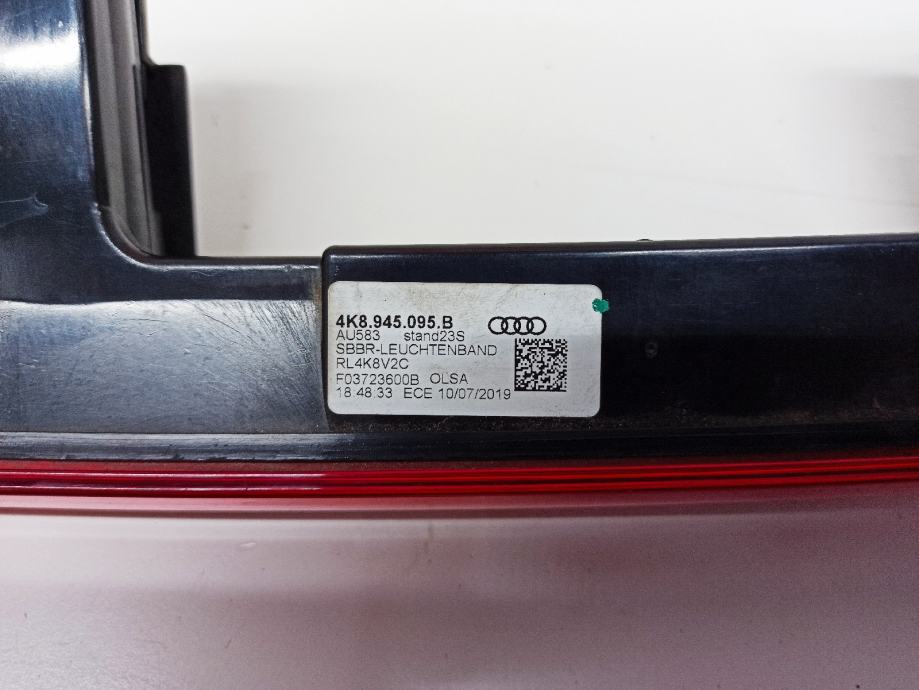 4K8.945.095.B
AU583 stand23S
SBBR-LEUCHTENBAND
RL4K8V2C
F03723600B OLSA
18:48:33 ECE 10/07/2019